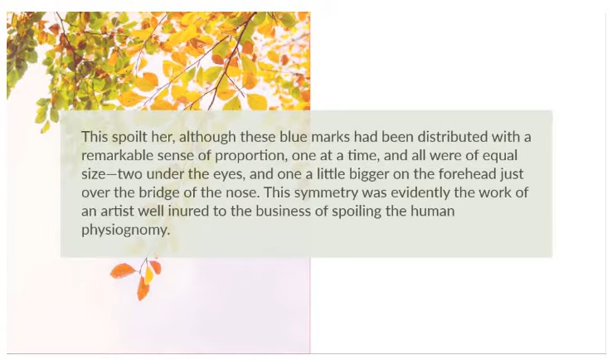 This spoilt her, although these blue marks had been distributed with a
remarkable sense of proportion, one at a time, and all were of equal
size—two under the eyes, and one a little bigger on the forehead just
over the bridge of the nose. This symmetry was evidently the work of
an artist well inured to the business of spoiling the human
physiognomy.